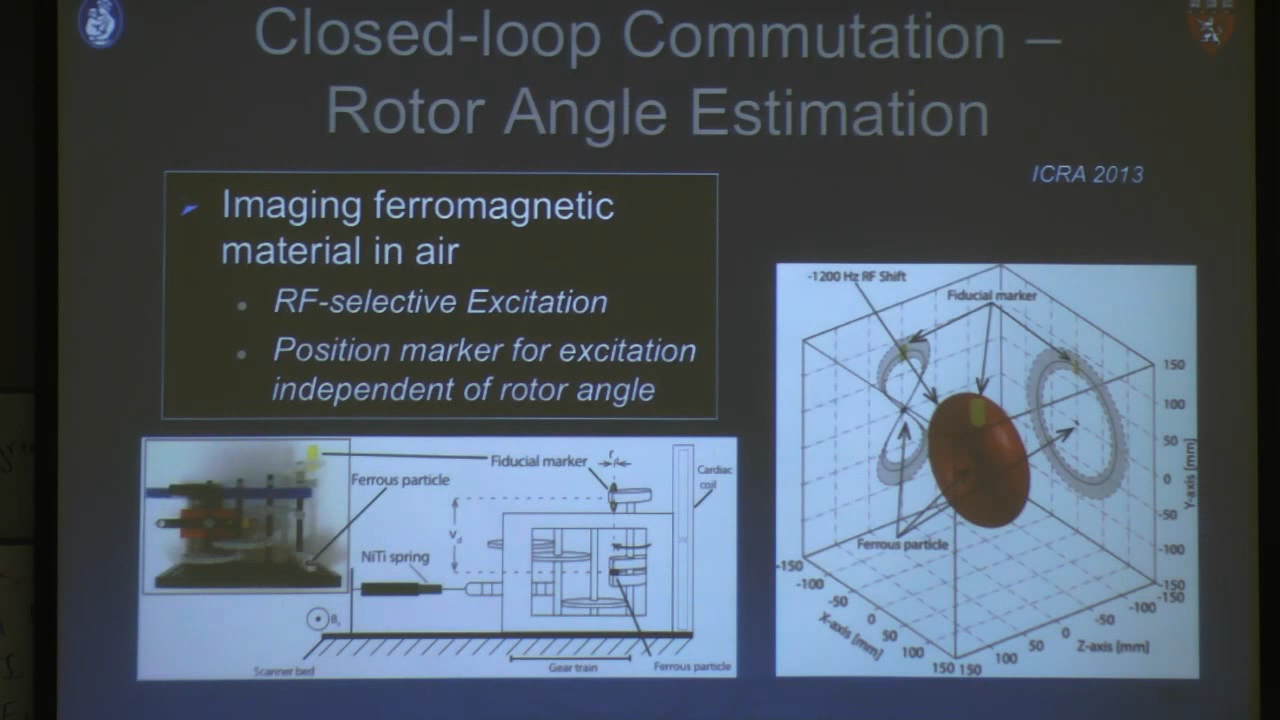 Closed-loop Commutation –
Rotor Angle Estimation
ICRA 2013
Imaging ferromagnetic
material in air
RF-selective Excitation
Position marker for excitation
independent of rotor angle
Fiducial marker
Ferrous particle
NiTi spring
r
Cardiac
coil
Scanner bed
Gear train
Ferrous particle
-1200 Hz RF Shift
Fiducial marker
Ferrous particle
150
100
50
0
-50
-100
-150
Y-axis [mm]
-150
-100
-50
0
50
100
150
X-axis [mm]
150
100
50
0
-50
-100
-150
Z-axis [mm]